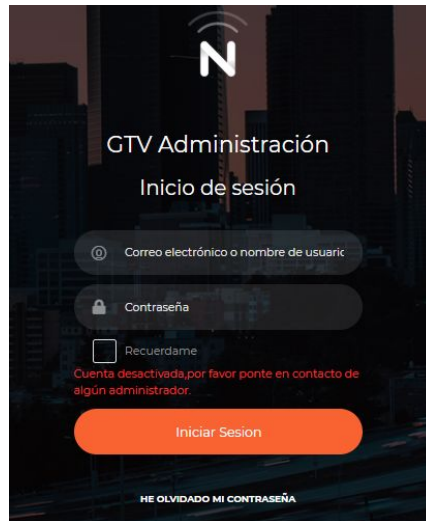 N
GTV Administración
Inicio de sesión
Correo electrónico o nombre de usuaric
Contraseña
Recuerdame
Cuenta desactivada,por favor ponte en contacto de
algún administrador.
Iniciar Sesion
HE OLVIDADO MI CONTRASEÑA